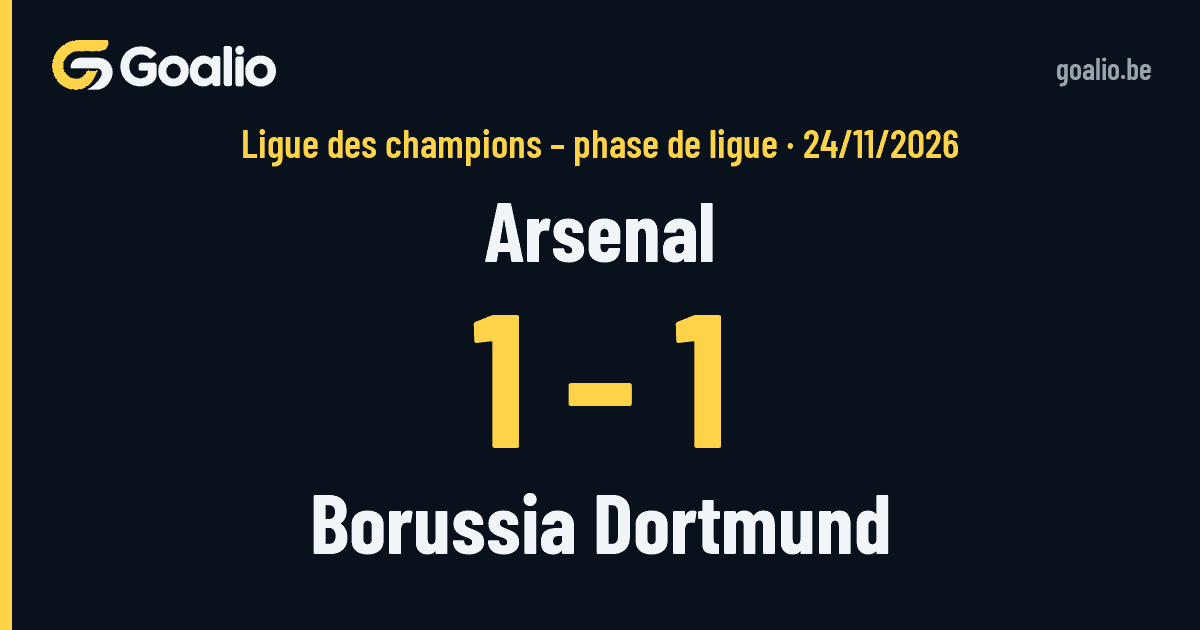 Goalio
goalio.be
Ligue des champions – phase de ligue · 24/11/2026
Arsenal
1 – 1
Borussia Dortmund